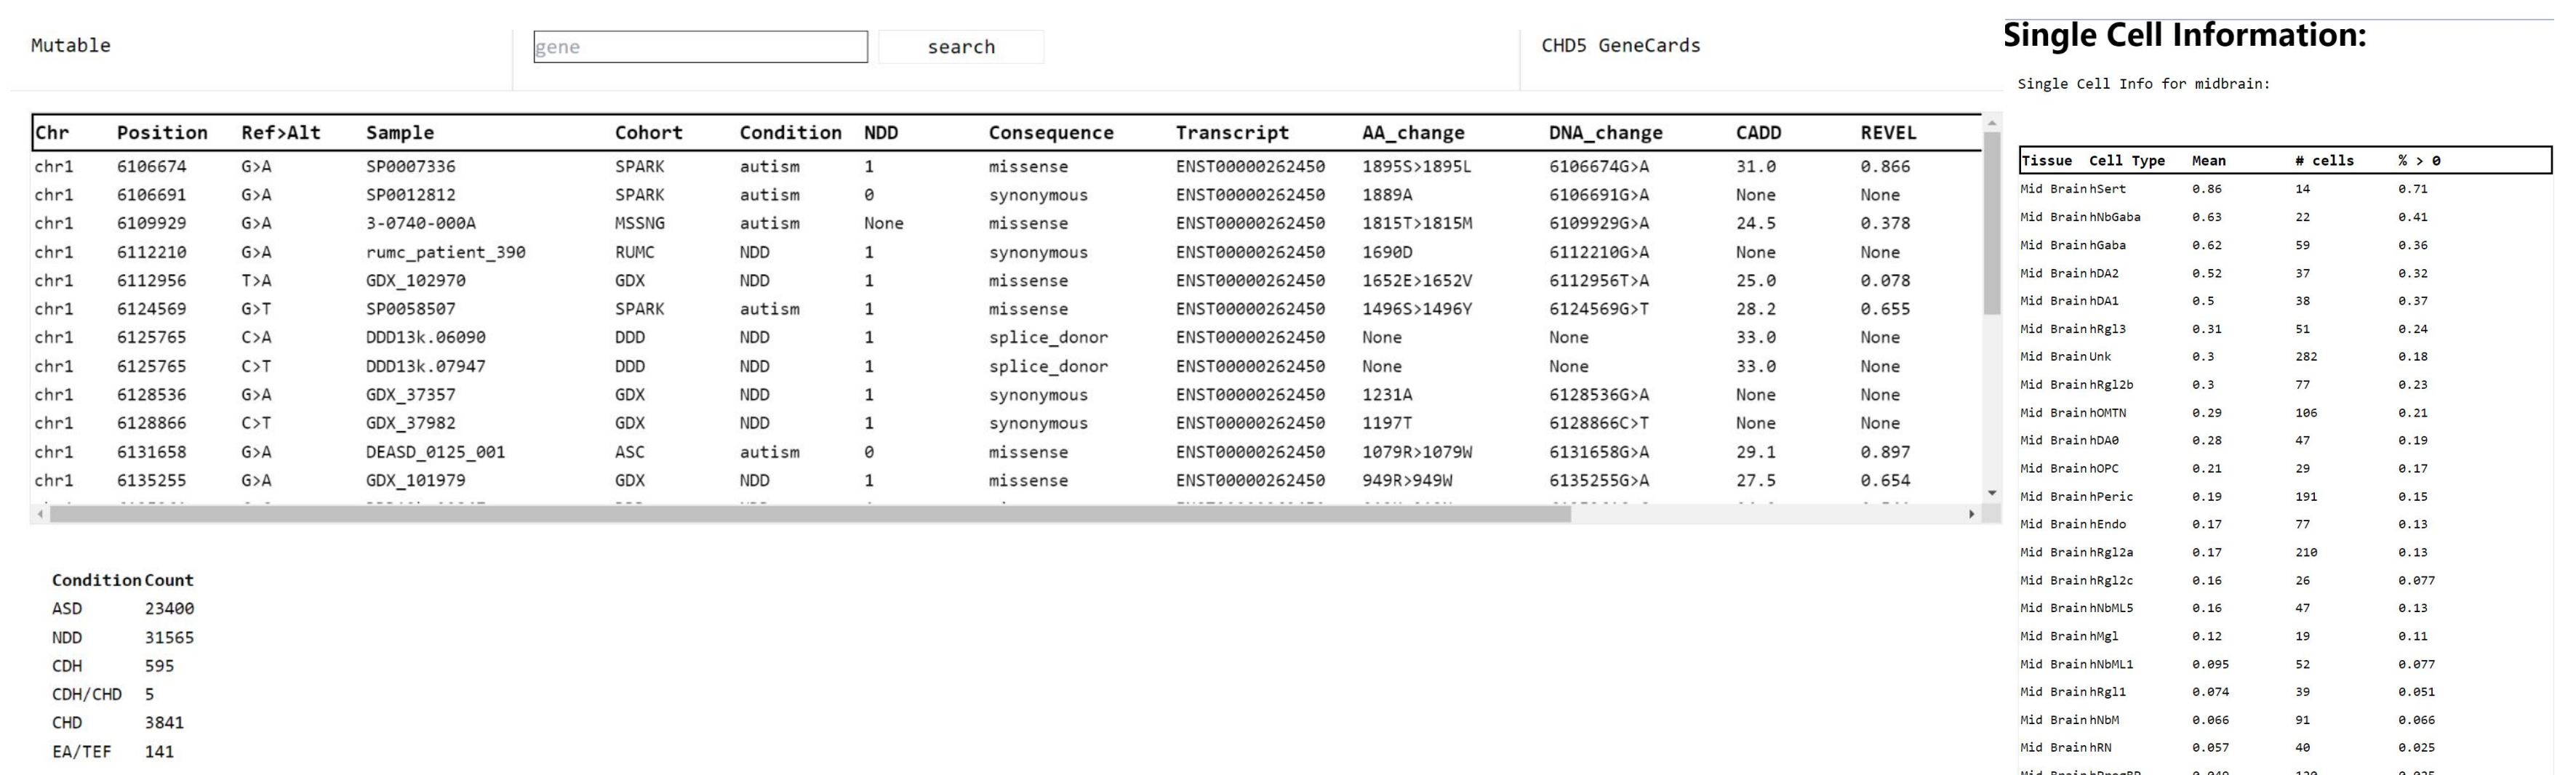 Mutable
gene
search
CHD5 GeneCards
Chr Position Ref>Alt Sample Cohort Condition NDD Consequence Transcript AA_change DNA_change CADD REVEL
chr1 6106674 G>A SP0007336 SPARK autism 1 missense ENST00000262450 1895S>1895L 6106674G>A 31.0 0.866
chr1 6106691 G>A SP0012812 SPARK autism 0 synonymous ENST00000262450 1889A 6106691G>A None None
chr1 6109929 G>A 3-0740-000A MSSNG autism None missense ENST00000262450 1815T>1815M 6109929G>A 24.5 0.378
chr1 6112210 G>A rumc_patient_390 RUMC NDD 1 synonymous ENST00000262450 1690D 6112210G>A None None
chr1 6112956 T>A GDX_102970 GDX NDD 1 missense ENST00000262450 1652E>1652V 6112956T>A 25.0 0.078
chr1 6124569 G>T SP0058507 SPARK autism 1 missense ENST00000262450 1496S>1496Y 6124569G>T 28.2 0.655
chr1 6125765 C>A DDD13k.06090 DDD NDD 1 splice_donor ENST00000262450 None None 33.0 None
chr1 6125765 C>T DDD13k.07947 DDD NDD 1 splice_donor ENST00000262450 None None 33.0 None
chr1 6128536 G>A GDX_37357 GDX NDD 1 synonymous ENST00000262450 1231A 6128536G>A None None
chr1 6128866 C>T GDX_37982 GDX NDD 1 synonymous ENST00000262450 1197T 6128866C>T None None
chr1 6131658 G>A DEASD_0125_001 ASC autism 0 missense ENST00000262450 1079R>1079W 6131658G>A 29.1 0.897
chr1 6135255 G>A GDX_101979 GDX NDD 1 missense ENST00000262450 949R>949W 6135255G>A 27.5 0.654
Condition Count
ASD 23400
NDD 31565
CDH 595
CDH/CHD 5
CHD 3841
EA/TEF 141
Single Cell Information:
Single Cell Info for midbrain:
Tissue Cell Type Mean # cells % > 0
Mid Brain hSert 0.86 14 0.71
Mid Brain hNbGaba 0.63 22 0.41
Mid Brain hGaba 0.62 59 0.36
Mid Brain hDA2 0.52 37 0.32
Mid Brain hDA1 0.5 38 0.37
Mid Brain hRgl3 0.31 51 0.24
Mid Brain Unk 0.3 282 0.18
Mid Brain hRgl2b 0.3 77 0.23
Mid Brain hOMTN 0.29 106 0.21
Mid Brain hDA0 0.28 47 0.19
Mid Brain hOPC 0.21 29 0.17
Mid Brain hPeric 0.19 191 0.15
Mid Brain hEndo 0.17 77 0.13
Mid Brain hRgl2a 0.17 210 0.13
Mid Brain hRgl2c 0.16 26 0.077
Mid Brain hNbML5 0.16 47 0.13
Mid Brain hMgl 0.12 19 0.11
Mid Brain hNbML1 0.095 52 0.077
Mid Brain hRgl1 0.074 39 0.051
Mid Brain hNbM 0.066 91 0.066
Mid Brain hRN 0.057 40 0.025